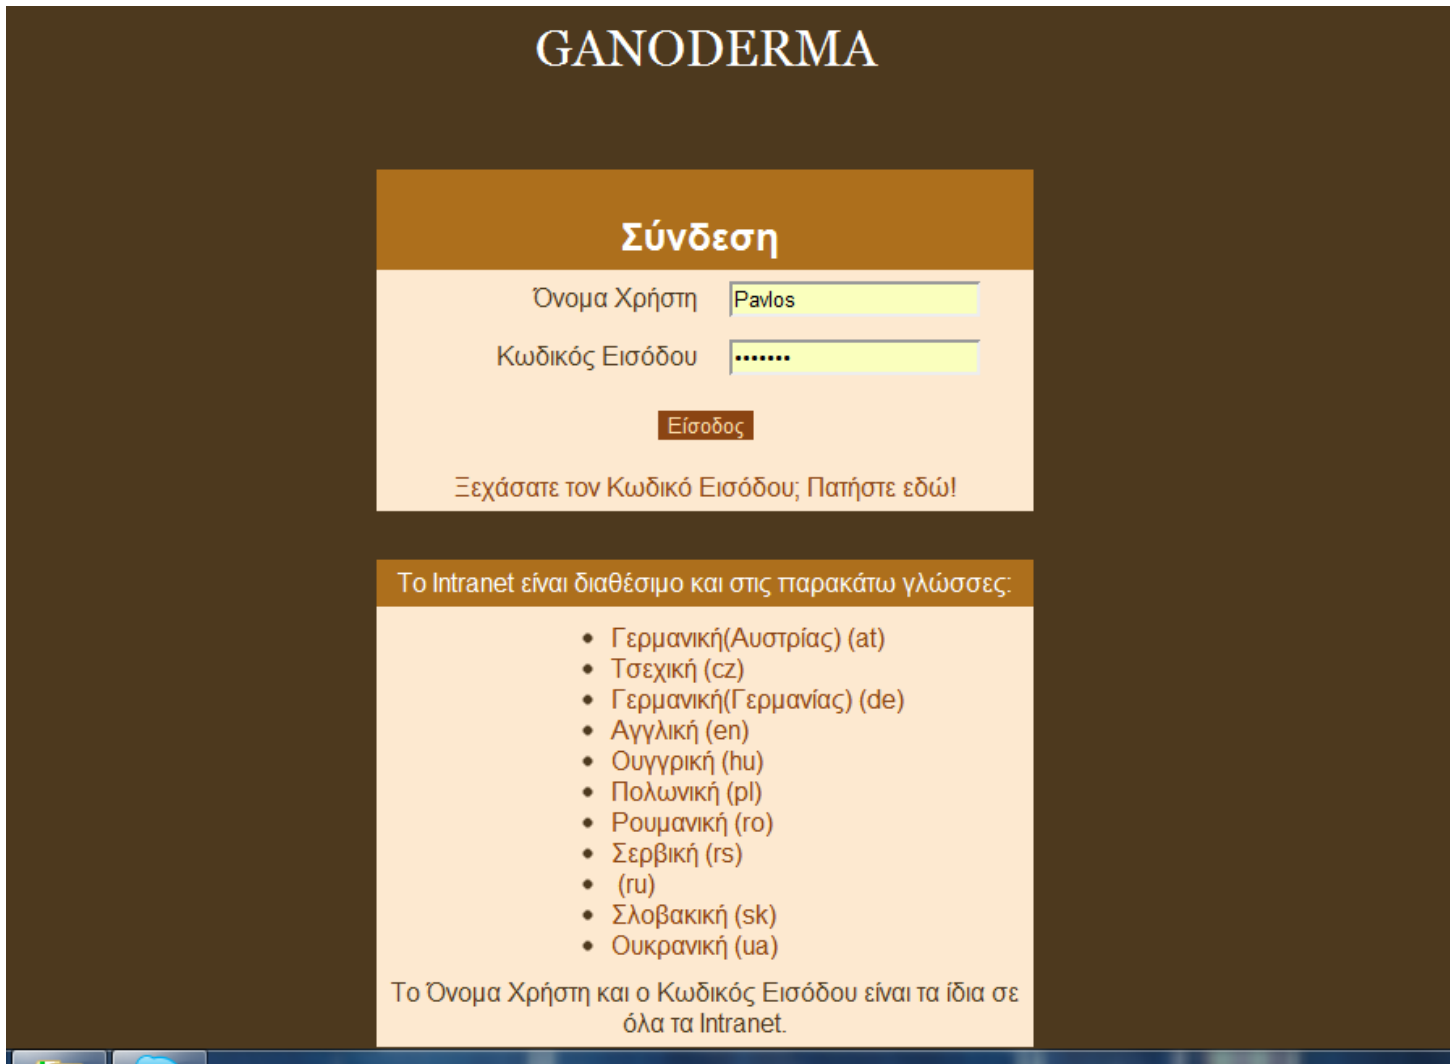 GANODERMA
Σύνδεση
Όνομα Χρήστη Pavlos
Κωδικός Εισόδου •••••••
Είσοδος
Ξεχάσατε τον Κωδικό Εισόδου; Πατήστε εδώ!
Το Intranet είναι διαθέσιμο και στις παρακάτω γλώσσες:
• Γερμανική(Αυστρίας) (at)
• Τσεχική (cz)
• Γερμανική(Γερμανίας) (de)
• Αγγλική (en)
• Ουγγρική (hu)
• Πολωνική (pl)
• Ρουμανική (ro)
• Σερβική (rs)
• (ru)
• Σλοβακική (sk)
• Ουκρανική (ua)
Το Όνομα Χρήστη και ο Κωδικός Εισόδου είναι τα ίδια σε
όλα τα Intranet.